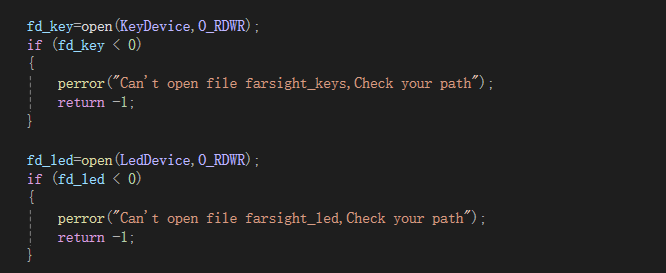 fd_key=open(KeyDevice,O_RDWR);
if (fd_key < 0)
{
perror("Can't open file farsight_keys,Check your path");
return -1;
}
fd_led=open(LedDevice,O_RDWR);
if (fd_led < 0)
{
perror("Can't open file farsight_led,Check your path");
return -1;
}